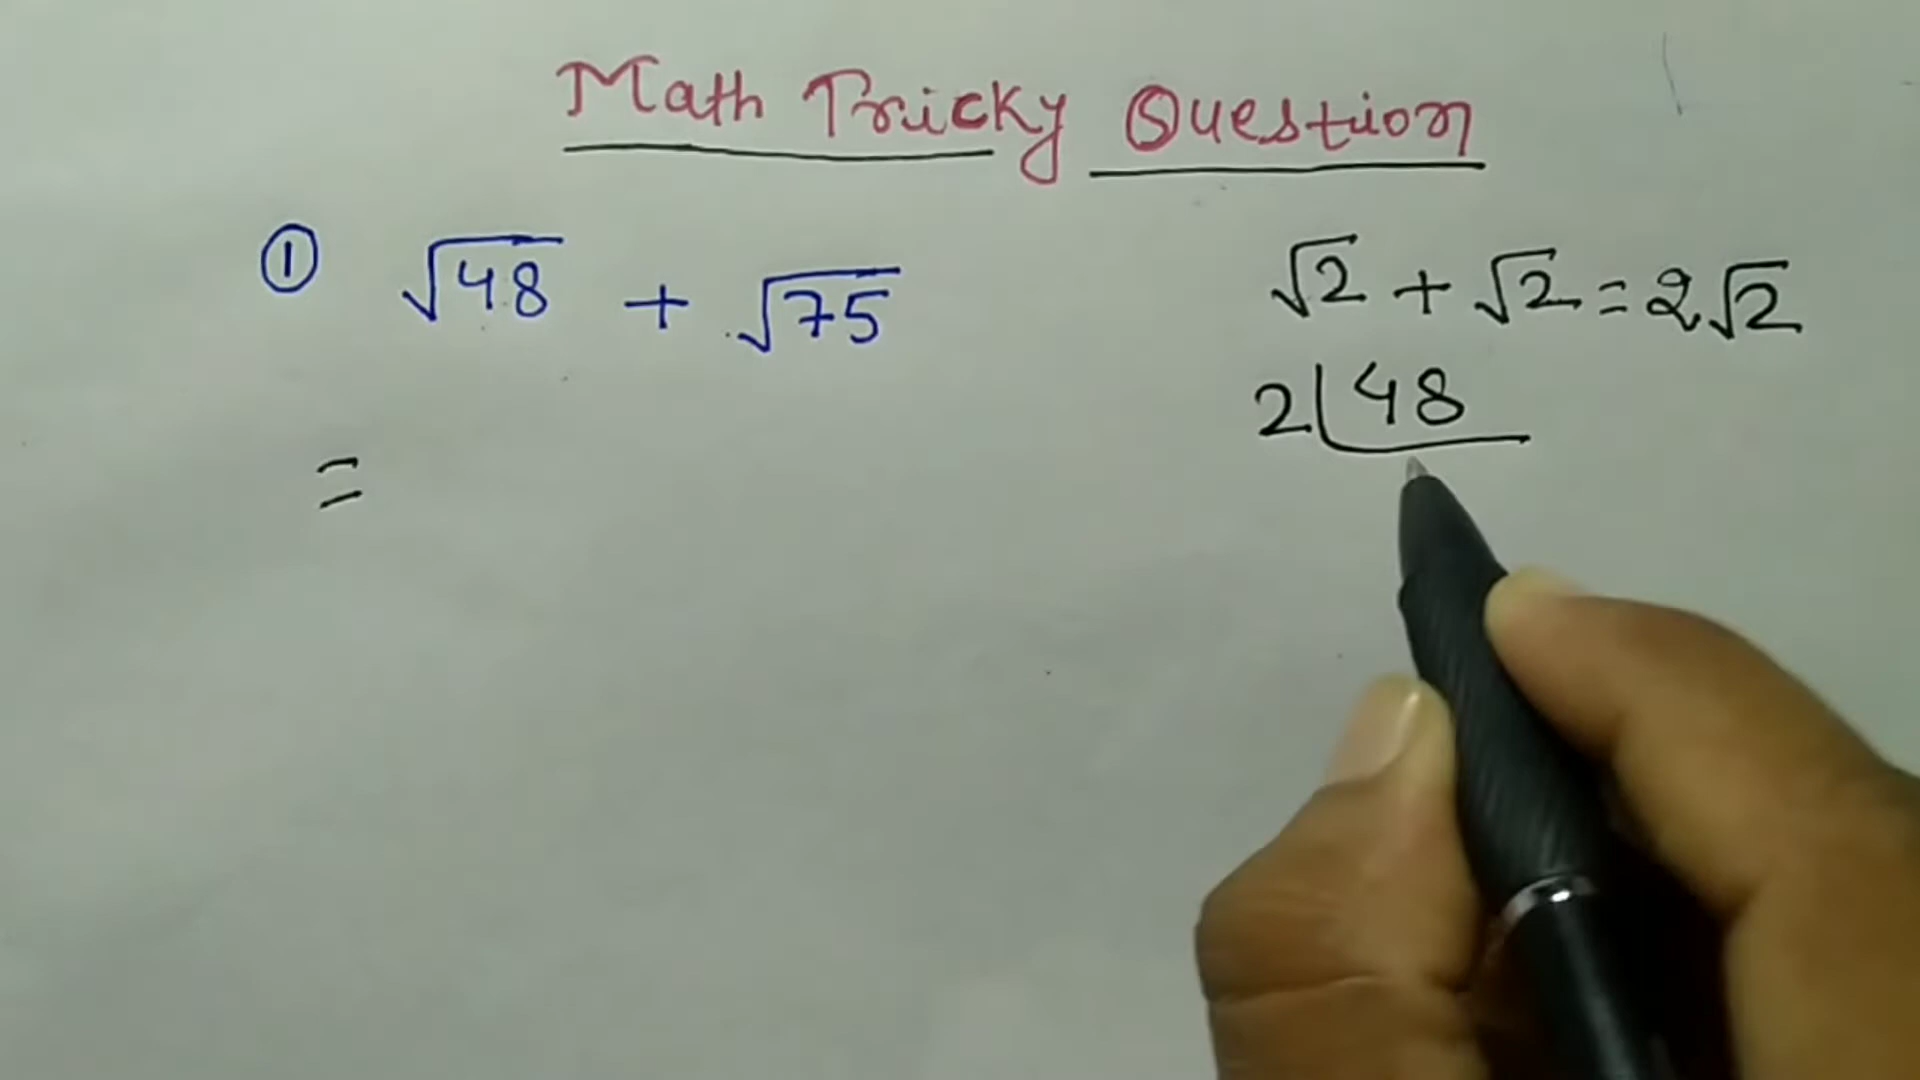 Math Tricky Question
① √48 + √75
√2 + √2 = 2√2
2 | 48
=